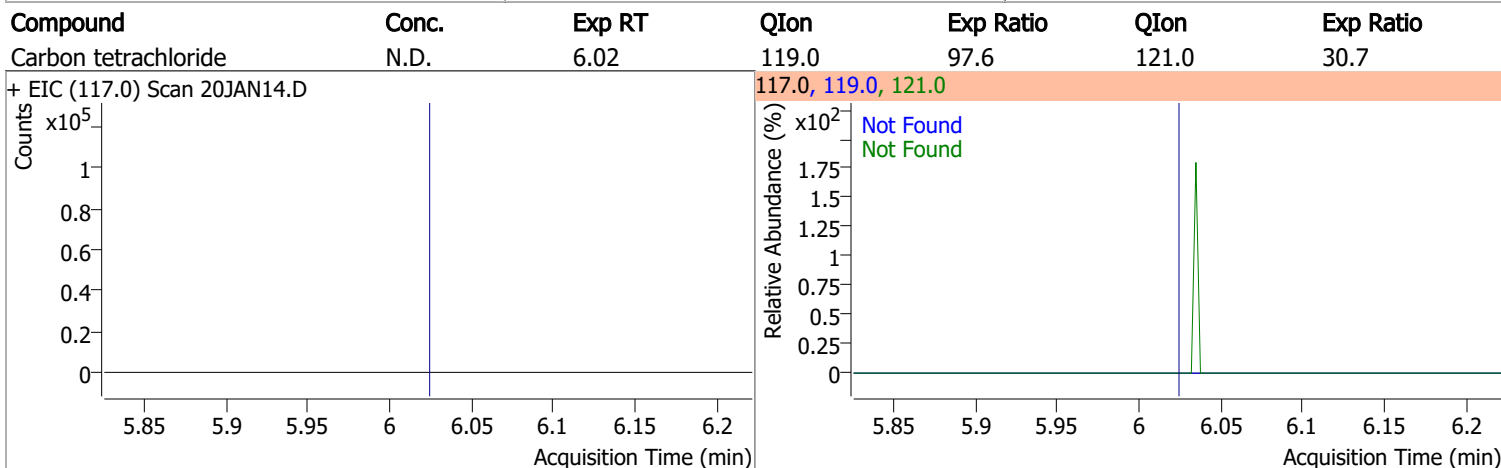 Compound Conc. Exp RT QIon Exp Ratio QIon Exp Ratio
Carbon tetrachloride N.D. 6.02 119.0 97.6 121.0 30.7
+ EIC (117.0) Scan 20JAN14.D
Counts
x10^5
1
0.8
0.6
0.4
0.2
0
5.85 5.9 5.95 6 6.05 6.1 6.15 6.2
Acquisition Time (min)
117.0, 119.0, 121.0
Relative Abundance (%)
x10^2
Not Found
Not Found
1.75
1.5
1.25
1
0.75
0.5
0.25
0
5.85 5.9 5.95 6 6.05 6.1 6.15 6.2
Acquisition Time (min)